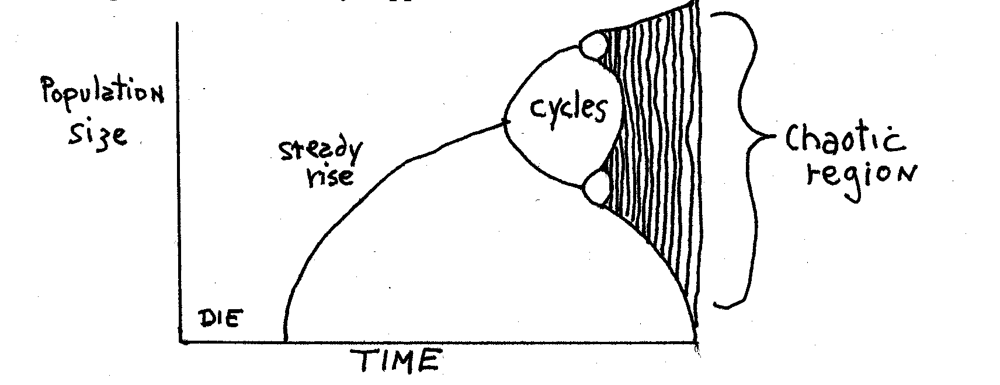 Population
size
steady
rise
cycles
Chaotic
region
DIE
TIME